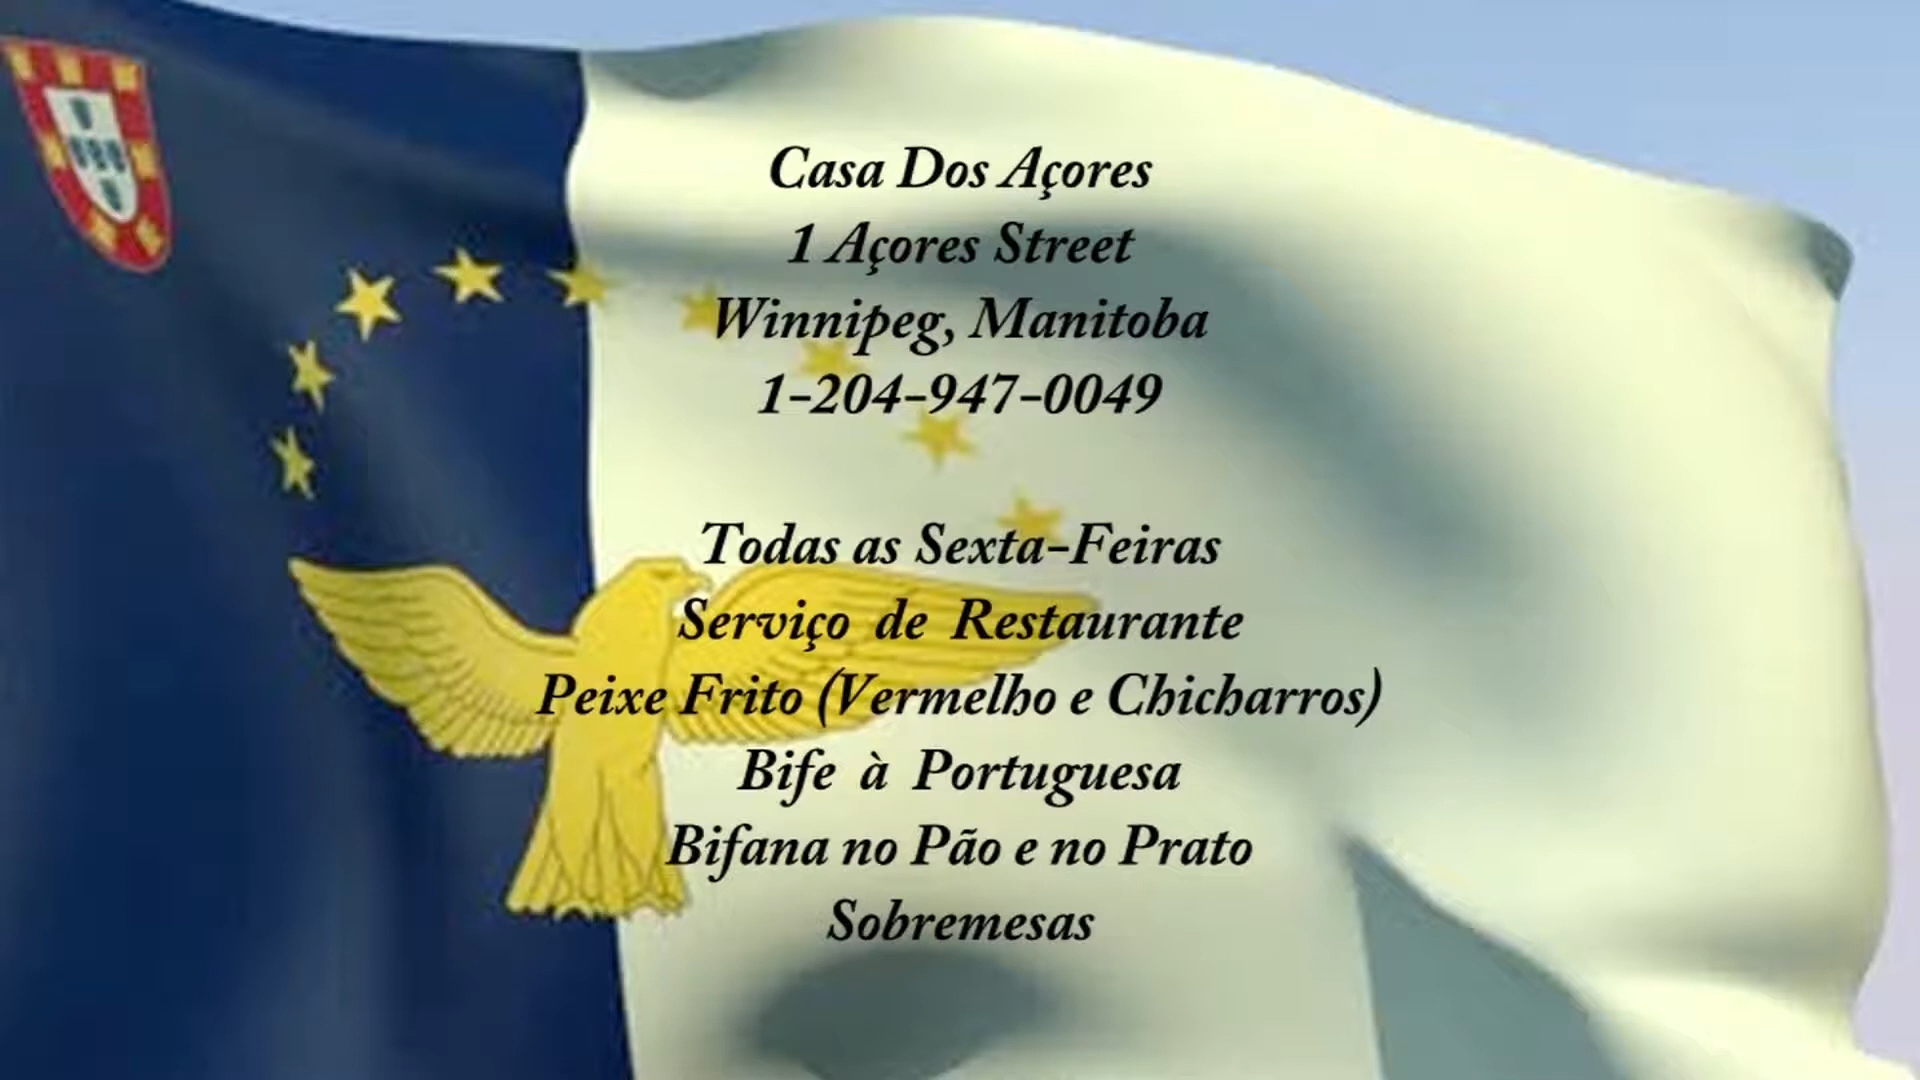 Casa Dos Açores
1 Açores Street
Winnipeg, Manitoba
1-204-947-0049
Todas as Sexta-Feiras
Serviço de Restaurante
Peixe Frito (Vermelho e Chicharros)
Bife à Portuguesa
Bifana no Pão e no Prato
Sobremesas